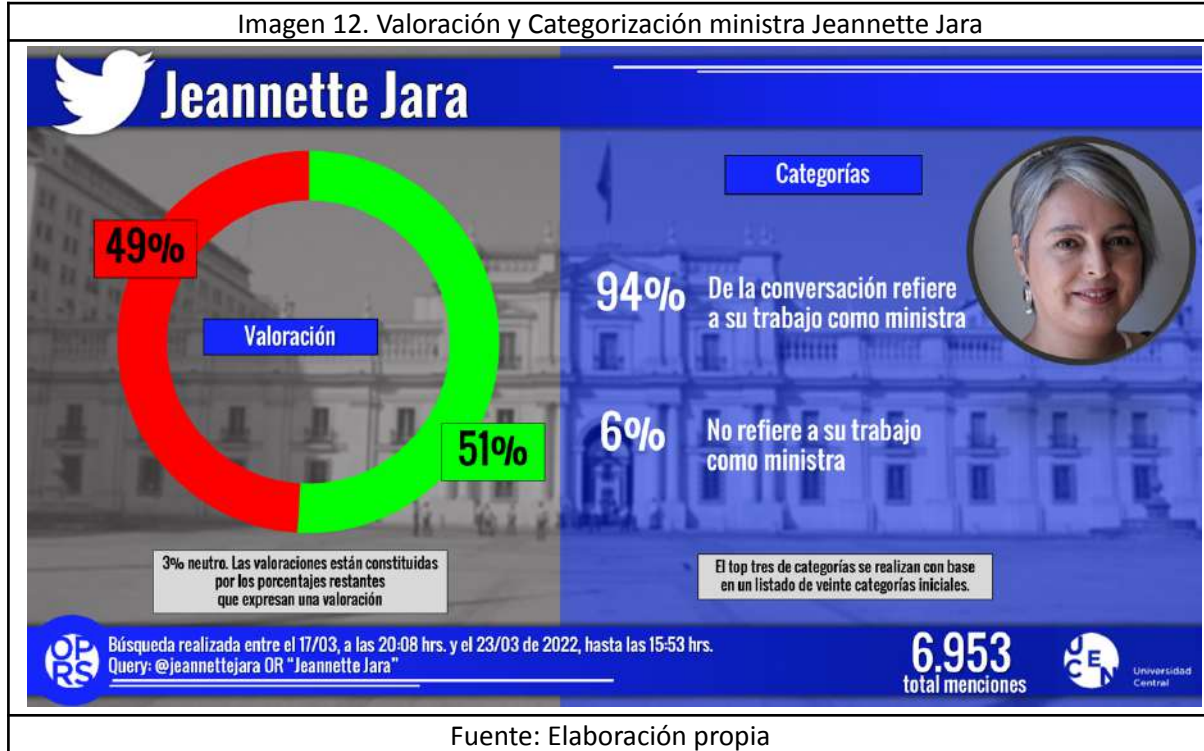 Imagen 12. Valoración y Categorización ministra Jeannette Jara
Jeannette Jara
49%
Valoración
51%
3% neutro. Las valoraciones están constituidas
por los porcentajes restantes
que expresan una valoración
Categorías
94%
De la conversación refiere
a su trabajo como ministra
6%
No refiere a su trabajo
como ministra
El top tres de categorías se realizan con base
en un listado de veinte categorías iniciales.
OP
RS
Búsqueda realizada entre el 17/03, a las 20:08 hrs. y el 23/03 de 2022, hasta las 15:53 hrs.
Query: @jeannettejara OR “Jeannette Jara”
6.953
total menciones
UCEN
Universidad
Central
Fuente: Elaboración propia